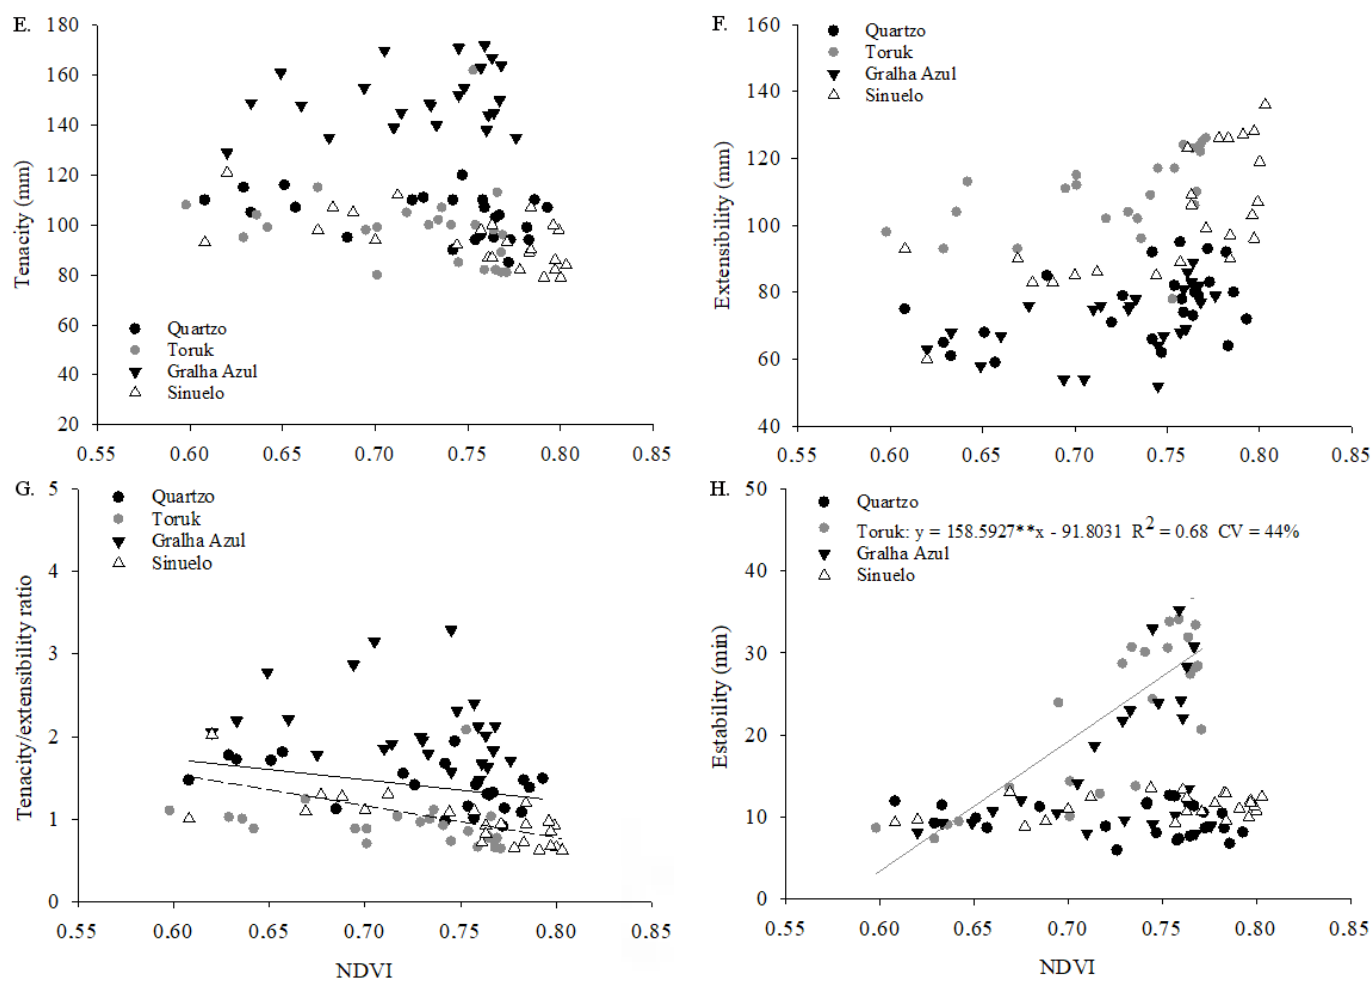 E.
180
160
140
120
100
80
60
40
20
Tenacity (mm)
Quartzo
Toruk
Gralha Azul
Sinuelo
0.55 0.60 0.65 0.70 0.75 0.80 0.85
F.
160
140
120
100
80
60
40
Extensibility (mm)
Quartzo
Toruk
Gralha Azul
Sinuelo
0.55 0.60 0.65 0.70 0.75 0.80 0.85
G.
5
4
3
2
1
0
Tenacity/extensibility ratio
Quartzo
Toruk
Gralha Azul
Sinuelo
0.55 0.60 0.65 0.70 0.75 0.80 0.85
NDVI
H.
50
40
30
20
10
0
Estability (min)
Quartzo
Toruk: y = 158.5927**x - 91.8031 R² = 0.68 CV = 44%
Gralha Azul
Sinuelo
0.55 0.60 0.65 0.70 0.75 0.80 0.85
NDVI